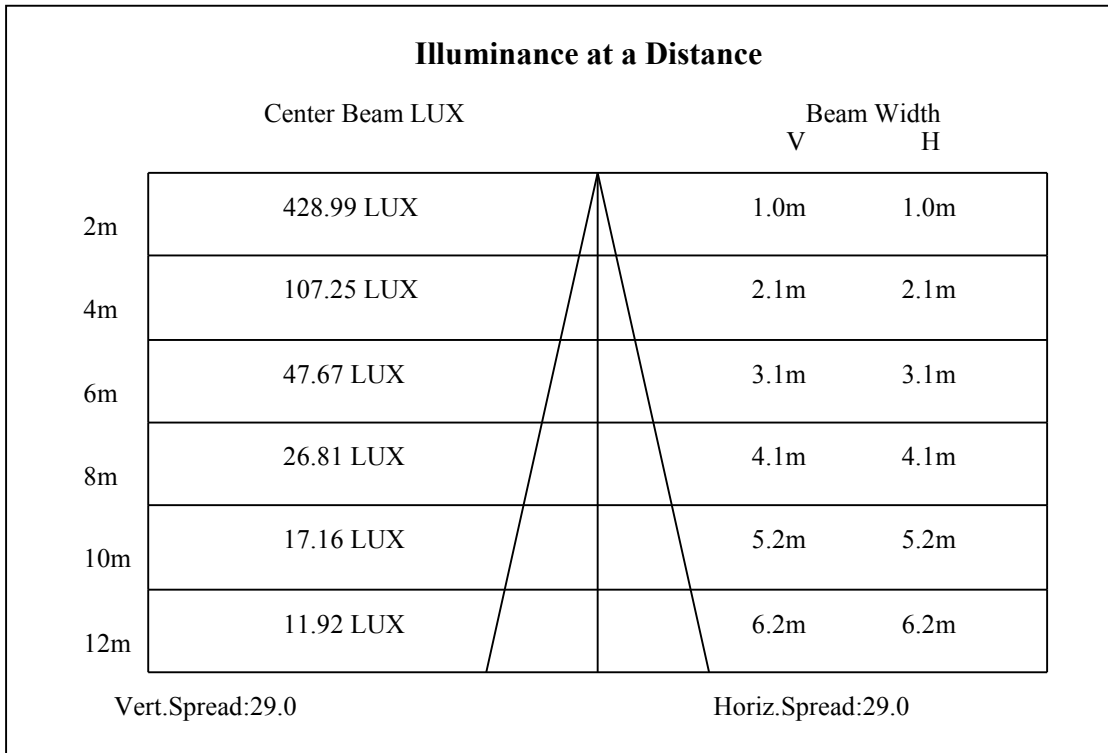 Illuminance at a Distance
Center Beam LUX Beam Width
V H
2m 428.99 LUX 1.0m 1.0m
4m 107.25 LUX 2.1m 2.1m
6m 47.67 LUX 3.1m 3.1m
8m 26.81 LUX 4.1m 4.1m
10m 17.16 LUX 5.2m 5.2m
12m 11.92 LUX 6.2m 6.2m
Vert.Spread:29.0 Horiz.Spread:29.0